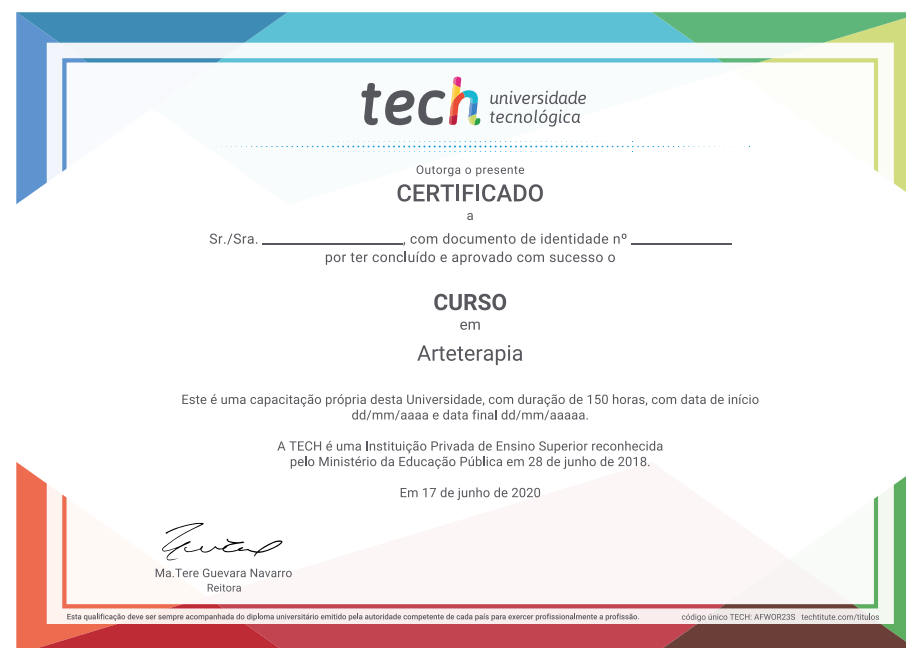 tech universidade
tecnológica
Outorga o presente
CERTIFICADO
a
Sr./Sra. ____________________, com documento de identidade nº ______________
por ter concluído e aprovado com sucesso o
CURSO
em
Arteterapia
Este é uma capacitação própria desta Universidade, com duração de 150 horas, com data de início
dd/mm/aaaa e data final dd/mm/aaaaa.
A TECH é uma Instituição Privada de Ensino Superior reconhecida
pelo Ministério da Educação Pública em 28 de junho de 2018.
Em 17 de junho de 2020
Ma.Tere Guevara Navarro
Reitora
Esta qualificação deve ser sempre acompanhada do diploma universitário emitido pela autoridade competente de cada país para exercer profissionalmente a profissão. código único TECH: AFWOR23S techtitute.com/titulos